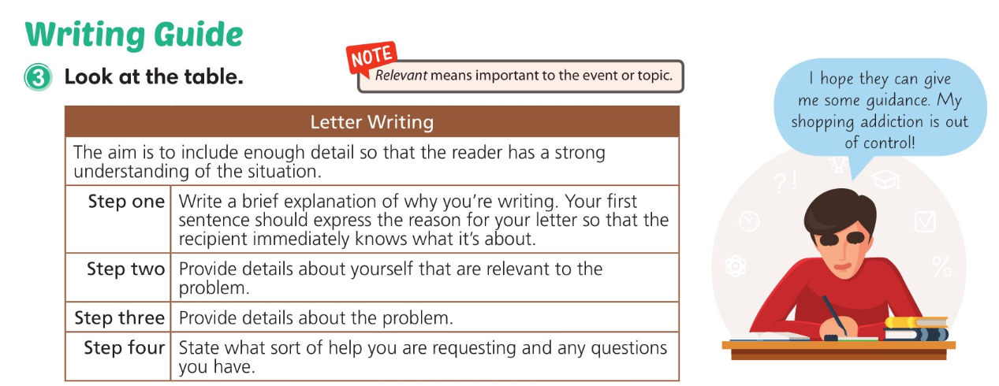 Writing Guide
3 Look at the table.
NOTE
Relevant means important to the event or topic.
Letter Writing
The aim is to include enough detail so that the reader has a strong
understanding of the situation.
Step one Write a brief explanation of why you're writing. Your first
sentence should express the reason for your letter so that the
recipient immediately knows what it's about.
Step two Provide details about yourself that are relevant to the
problem.
Step three Provide details about the problem.
Step four State what sort of help you are requesting and any questions
you have.
I hope they can give
me some guidance. My
shopping addiction is out
of control!
?!
%